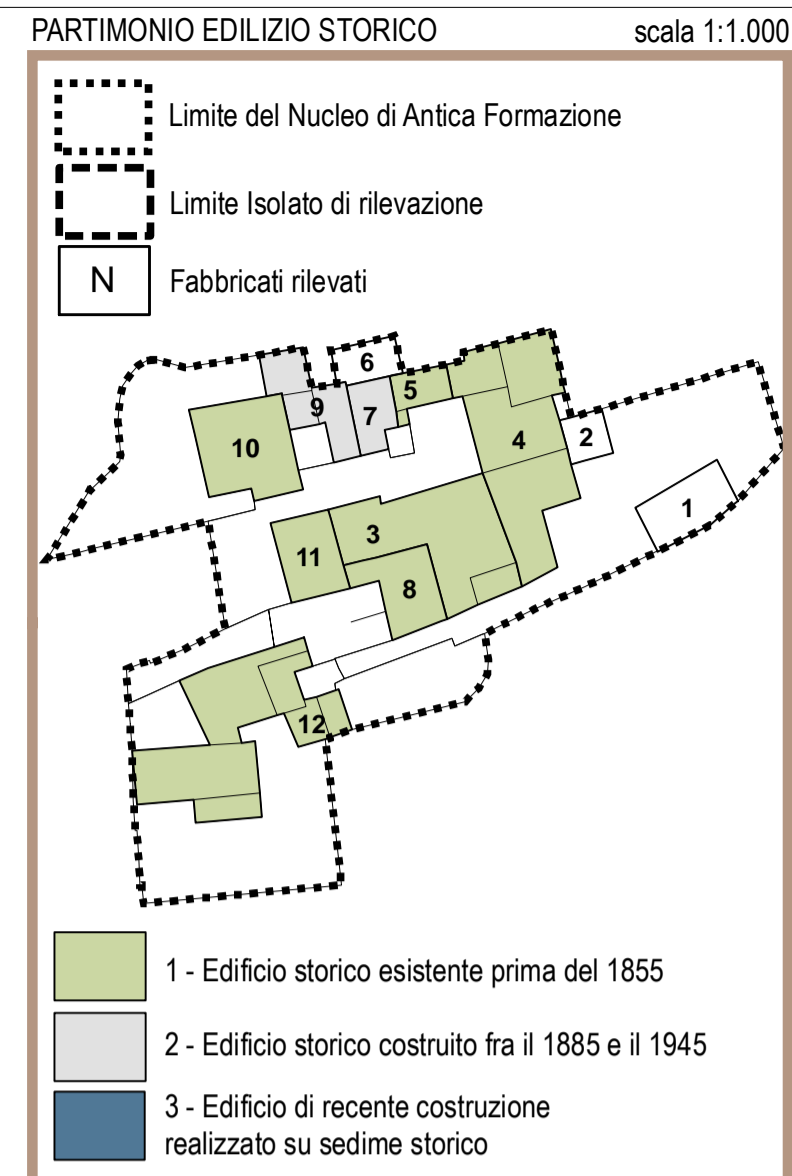 PARTIMONIO EDILIZIO STORICO scala 1:1.000
Limite del Nucleo di Antica Formazione
Limite Isolato di rilevazione
N Fabbricati rilevati
6
5
9
7
10
4
2
1
3
11
8
12
1 - Edificio storico esistente prima del 1855
2 - Edificio storico costruito fra il 1885 e il 1945
3 - Edificio di recente costruzione
realizzato su sedime storico